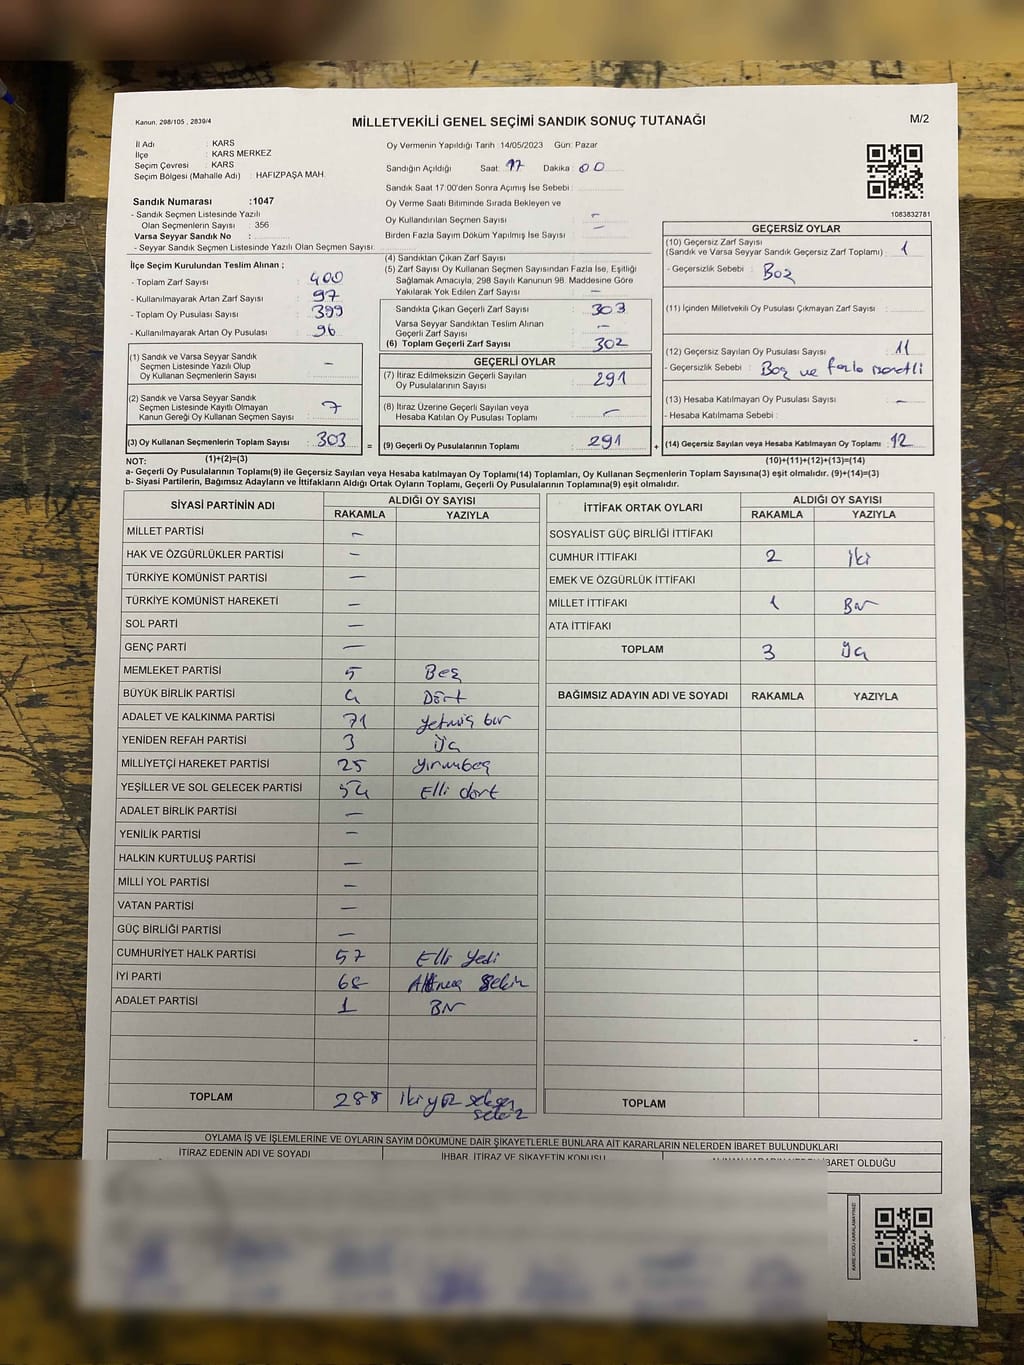 Kanun, 298/105 , 2839/4
MİLLETVEKİLİ GENEL SEÇİMİ SANDIK SONUÇ TUTANAĞI
M/2
İl Adı : KARS
İlçe : KARS MERKEZ
Seçim Çevresi : KARS
Seçim Bölgesi (Mahalle Adı) : HAFIZPAŞA MAH.
Sandık Numarası :1047
- Sandık Seçmen Listesinde Yazılı
Olan Seçmenlerin Sayısı : 356
Varsa Seyyar Sandık No :
- Seyyar Sandık Seçmen Listesinde Yazılı Olan Seçmen Sayısı:
Oy Vermenin Yapıldığı Tarih :14/05/2023 Gün: Pazar
Sandığın Açıldığı Saat: 17 Dakika : 00
Sandık Saat 17:00'den Sonra Açımış İse Sebebi :
Oy Verme Saati Bitiminde Sırada Bekleyen ve
Oy Kullandırılan Seçmen Sayısı : -
Birden Fazla Sayım Döküm Yapılmış İse Sayısı : -
1083832781
İlçe Seçim Kurulundan Teslim Alınan ;
- Toplam Zarf Sayısı : 400
- Kullanılmayarak Artan Zarf Sayısı : 97
- Toplam Oy Pusulası Sayısı : 399
- Kullanılmayarak Artan Oy Pusulası : 96
(1) Sandık ve Varsa Seyyar Sandık
Seçmen Listesinde Yazılı Olup
Oy Kullanan Seçmenlerin Sayısı : -
(2) Sandık ve Varsa Seyyar Sandık
Seçmen Listesinde Kayıtlı Olmayan
Kanun Gereği Oy Kullanan Seçmen Sayısı : 7
(3) Oy Kullanan Seçmenlerin Toplam Sayısı : 303 =
(4) Sandıktan Çıkan Zarf Sayısı :
(5) Zarf Sayısı Oy Kullanan Seçmen Sayısından Fazla İse, Eşitliği
Sağlamak Amacıyla; 298 Sayılı Kanunun 98. Maddesine Göre
Yakılarak Yok Edilen Zarf Sayısı : -
Sandıkta Çıkan Geçerli Zarf Sayısı : 303
Varsa Seyyar Sandıktan Teslim Alınan
Geçerli Zarf Sayısı : -
(6) Toplam Geçerli Zarf Sayısı : 302
GEÇERLİ OYLAR
(7) İtiraz Edilmeksizin Geçerli Sayılan
Oy Pusulalarının Sayısı : 291
(8) İtiraz Üzerine Geçerli Sayılan veya
Hesaba Katılan Oy Pusulası Toplamı : -
(9) Geçerli Oy Pusulalarının Toplamı : 291 +
GEÇERSİZ OYLAR
(10) Geçersiz Zarf Sayısı
(Sandık ve Varsa Seyyar Sandık Geçersiz Zarf Toplamı) : 1
- Geçersizlik Sebebi : Boş
(11) İçinden Milletvekili Oy Pusulası Çıkmayan Zarf Sayısı :
(12) Geçersiz Sayılan Oy Pusulası Sayısı : 11
- Geçersizlik Sebebi : Boş ve fazla işaretli
(13) Hesaba Katılmayan Oy Pusulası Sayısı : -
- Hesaba Katılmama Sebebi :
(14) Geçersiz Sayılan veya Hesaba Katılmayan Oy Toplamı : 12
NOT: (1)+(2)=(3) (10)+(11)+(12)+(13)=(14)
a- Geçerli Oy Pusulalarının Toplamı(9) ile Geçersiz Sayılan veya Hesaba katılmayan Oy Toplamı(14) Toplamları, Oy Kullanan Seçmenlerin Toplam Sayısına(3) eşit olmalıdır. (9)+(14)=(3)
b- Siyasi Partilerin, Bağımsız Adayların ve İttifakların Aldığı Ortak Oyların Toplamı, Geçerli Oy Pusulalarının Toplamına(9) eşit olmalıdır.
SİYASİ PARTİNİN ADI ALDIĞI OY SAYISI
RAKAMLA YAZIYLA
MİLLET PARTİSİ -
HAK VE ÖZGÜRLÜKLER PARTİSİ -
TÜRKİYE KOMÜNİST PARTİSİ -
TÜRKİYE KOMÜNİST HAREKETİ -
SOL PARTİ -
GENÇ PARTİ -
MEMLEKET PARTİSİ 5 Beş
BÜYÜK BİRLİK PARTİSİ 4 Dört
ADALET VE KALKINMA PARTİSİ 71 yetmiş bir
YENİDEN REFAH PARTİSİ 3 üç
MİLLİYETÇİ HAREKET PARTİSİ 25 yirmibeş
YEŞİLLER VE SOL GELECEK PARTİSİ 54 Elli dört
ADALET BİRLİK PARTİSİ -
YENİLİK PARTİSİ -
HALKIN KURTULUŞ PARTİSİ -
MİLLİ YOL PARTİSİ -
VATAN PARTİSİ -
GÜÇ BİRLİĞİ PARTİSİ -
CUMHURİYET HALK PARTİSİ 57 Elli yedi
İYİ PARTİ 68 Altmış sekiz
ADALET PARTİSİ 1 Bir
TOPLAM 288 ikiyüz seksen
sekiz
İTTİFAK ORTAK OYLARI ALDIĞI OY SAYISI
RAKAMLA YAZIYLA
SOSYALİST GÜÇ BİRLİĞİ İTTİFAKI
CUMHUR İTTİFAKI 2 iki
EMEK VE ÖZGÜRLÜK İTTİFAKI
MİLLET İTTİFAKI 1 Bir
ATA İTTİFAKI
TOPLAM 3 üç
BAĞIMSIZ ADAYIN ADI VE SOYADI RAKAMLA YAZIYLA
TOPLAM
OYLAMA İŞ VE İŞLEMLERİNE VE OYLARIN SAYIM DÖKÜMÜNE DAİR ŞİKAYETLERLE BUNLARA AİT KARARLARIN NELERDEN İBARET BULUNDUKLARI
İTİRAZ EDENİN ADI VE SOYADI İHBAR, İTİRAZ VE ŞİKAYETİN KONUSU İBARET OLDUĞU